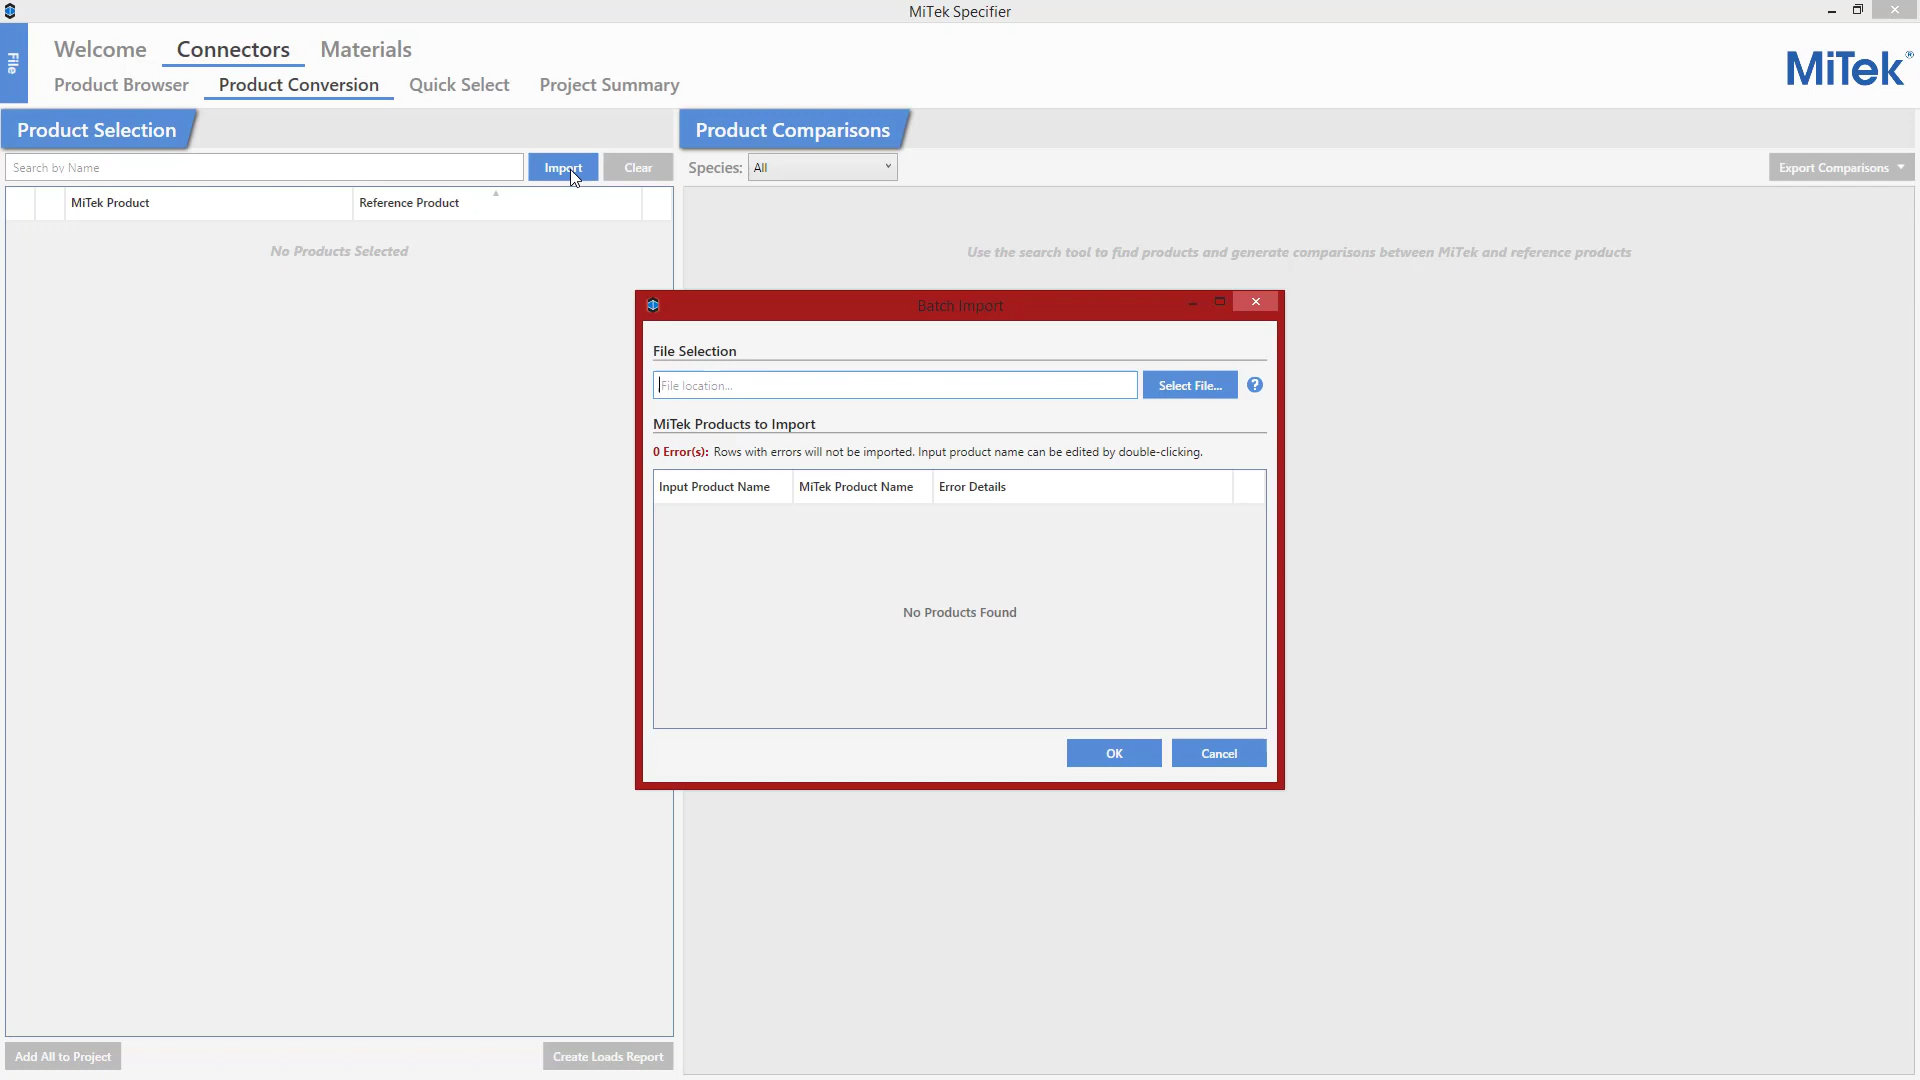 MiTek Specifier
File
Welcome Connectors Materials
Product Browser Product Conversion Quick Select Project Summary
MiTek®
Product Selection
Product Comparisons
Search by Name
Import
Clear
Species: All
Export Comparisons
MiTek Product Reference Product
No Products Selected
Use the search tool to find products and generate comparisons between MiTek and reference products
Batch Import
File Selection
File location...
Select File...
?
MiTek Products to Import
0 Error(s): Rows with errors will not be imported. Input product name can be edited by double-clicking.
Input Product Name MiTek Product Name Error Details
No Products Found
OK
Cancel
Add All to Project
Create Loads Report